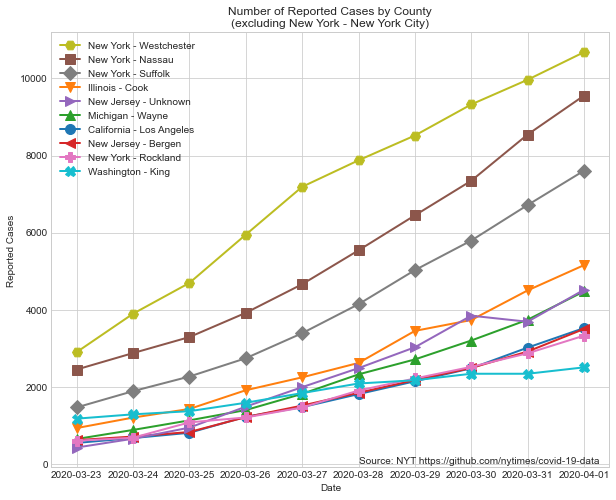 Number of Reported Cases by County
(excluding New York - New York City)
New York - Westchester
New York - Nassau
New York - Suffolk
Illinois - Cook
New Jersey - Unknown
Michigan - Wayne
California - Los Angeles
New Jersey - Bergen
New York - Rockland
Washington - King
Reported Cases
10000
8000
6000
4000
2000
0
Source: NYT https://github.com/nytimes/covid-19-data
2020-03-23 2020-03-24 2020-03-25 2020-03-26 2020-03-27 2020-03-28 2020-03-29 2020-03-30 2020-03-31 2020-04-01
Date